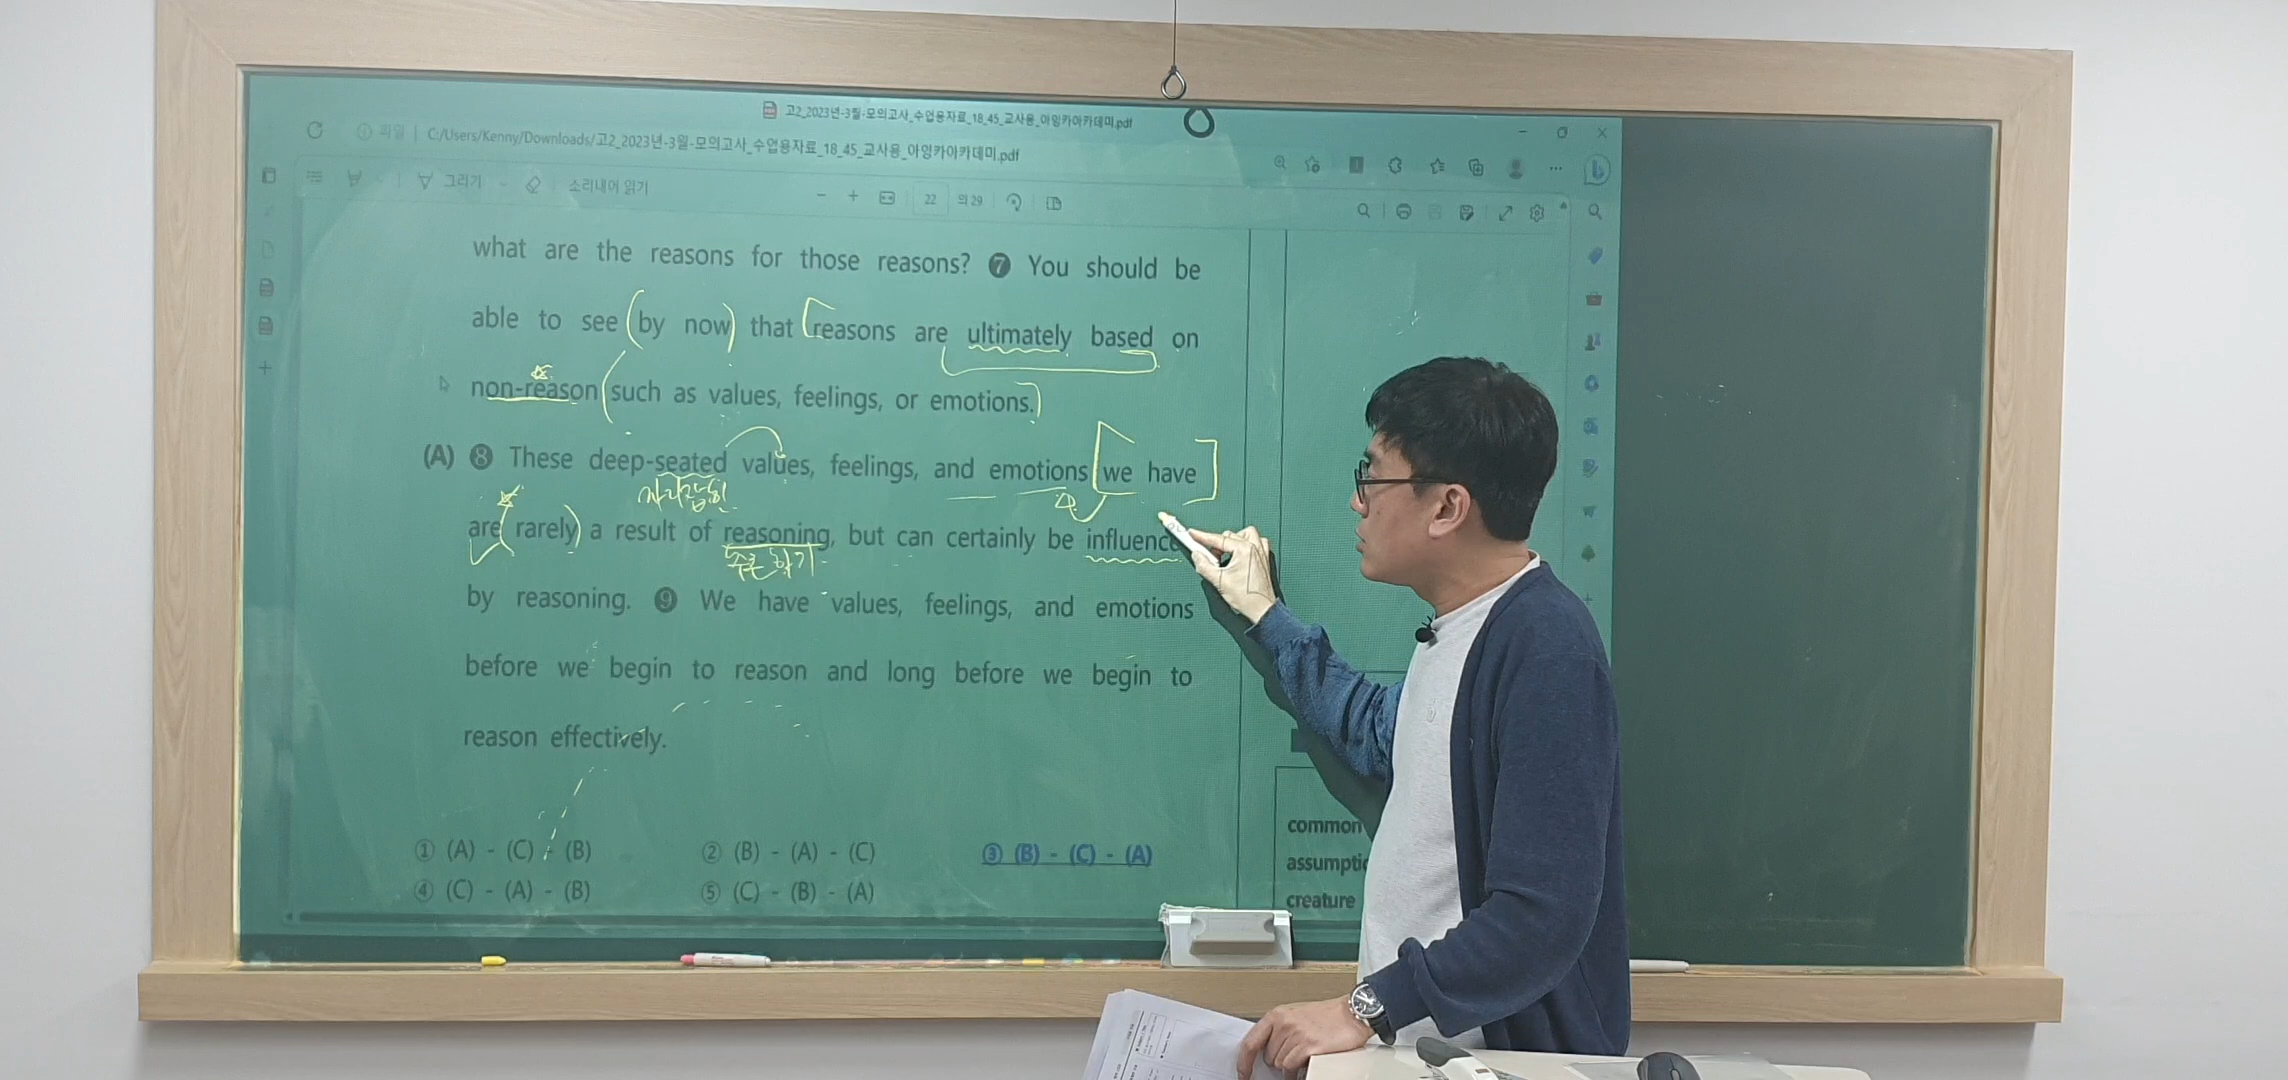 고2_2023년-3월-모의고사_수업용자료_18_45_교사용_아잉카아카데미.pdf
파일 | C:/Users/Kenny/Downloads/고2_2023년-3월-모의고사_수업용자료_18_45_교사용_아잉카아카데미.pdf
그리기 소리내어 읽기 22 의 29
what are the reasons for those reasons? ❼ You should be
able to see (by now) that [reasons are ultimately based on
non-reason (such as values, feelings, or emotions.]
(A) ❽ These deep-seated values, feelings, and emotions [we have]
자리잡힌
are (rarely) a result of reasoning, but can certainly be influence
추론하기
by reasoning. ❾ We have values, feelings, and emotions
before we begin to reason and long before we begin to
reason effectively.
① (A) - (C) - (B) ② (B) - (A) - (C) ③ (B) - (C) - (A)
④ (C) - (A) - (B) ⑤ (C) - (B) - (A)
common
creature